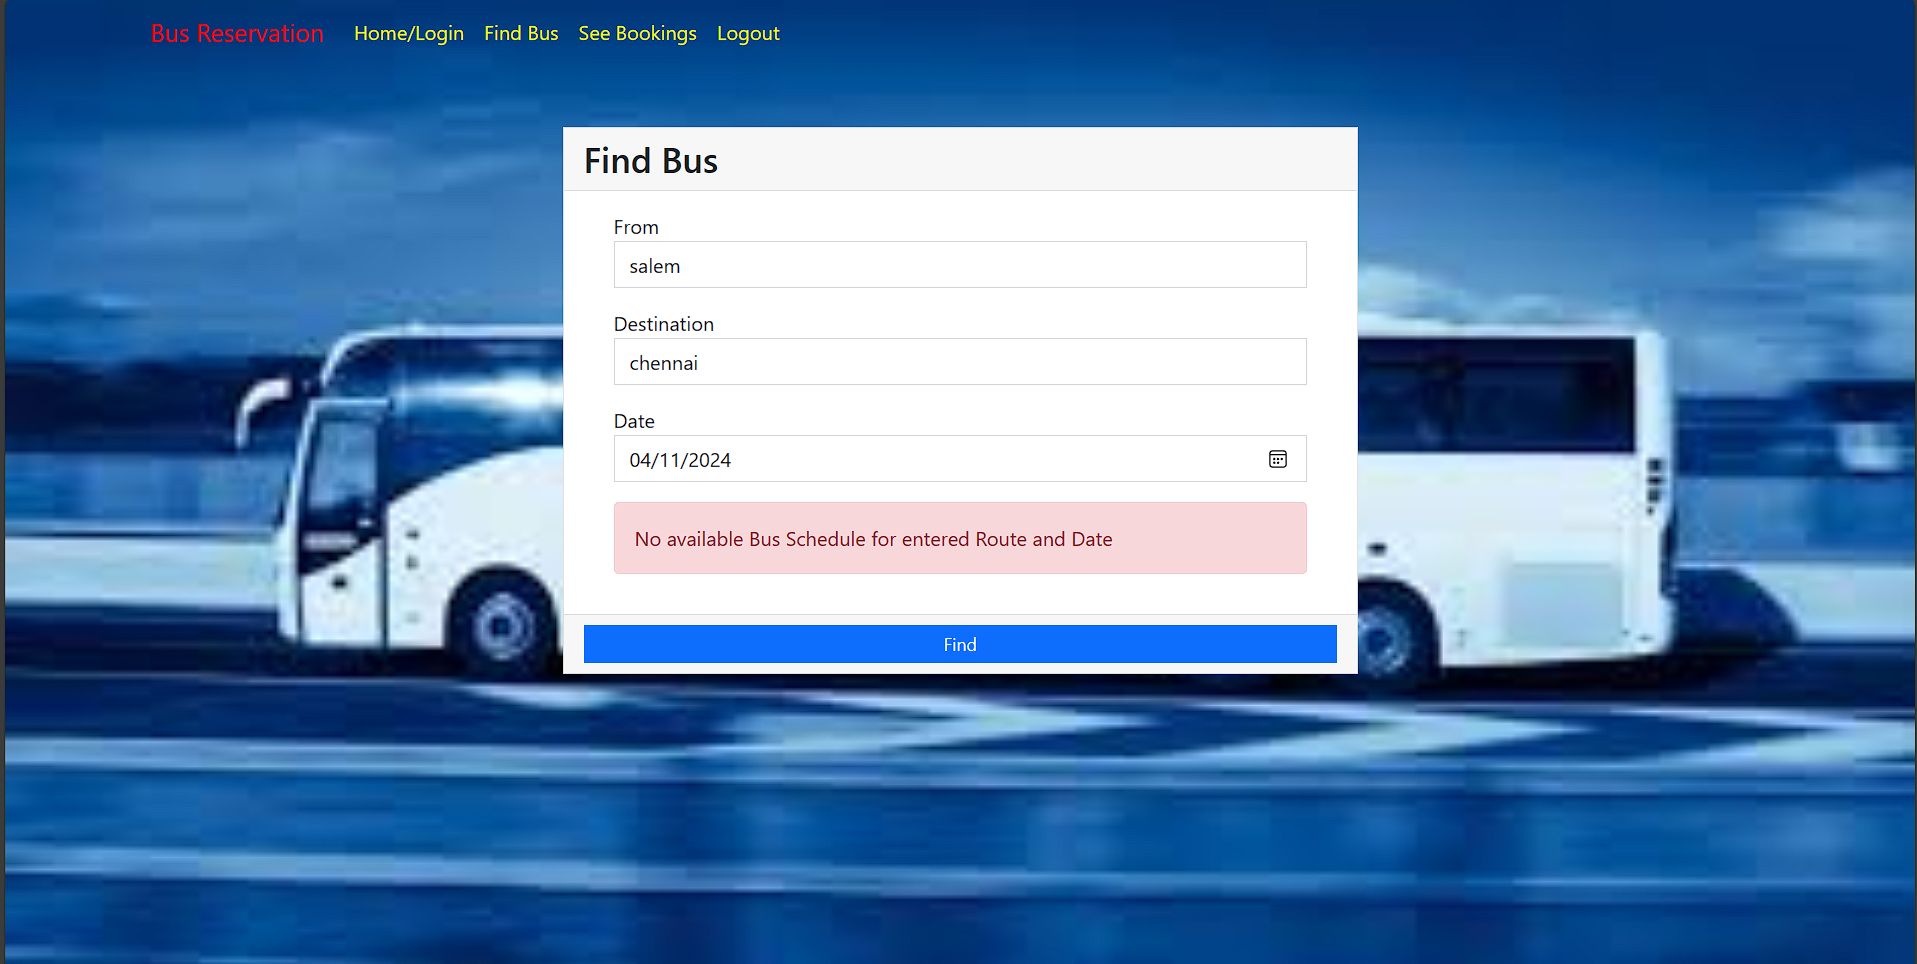 Bus Reservation Home/Login Find Bus See Bookings Logout
Find Bus
From
salem
Destination
chennai
Date
04/11/2024
No available Bus Schedule for entered Route and Date
Find